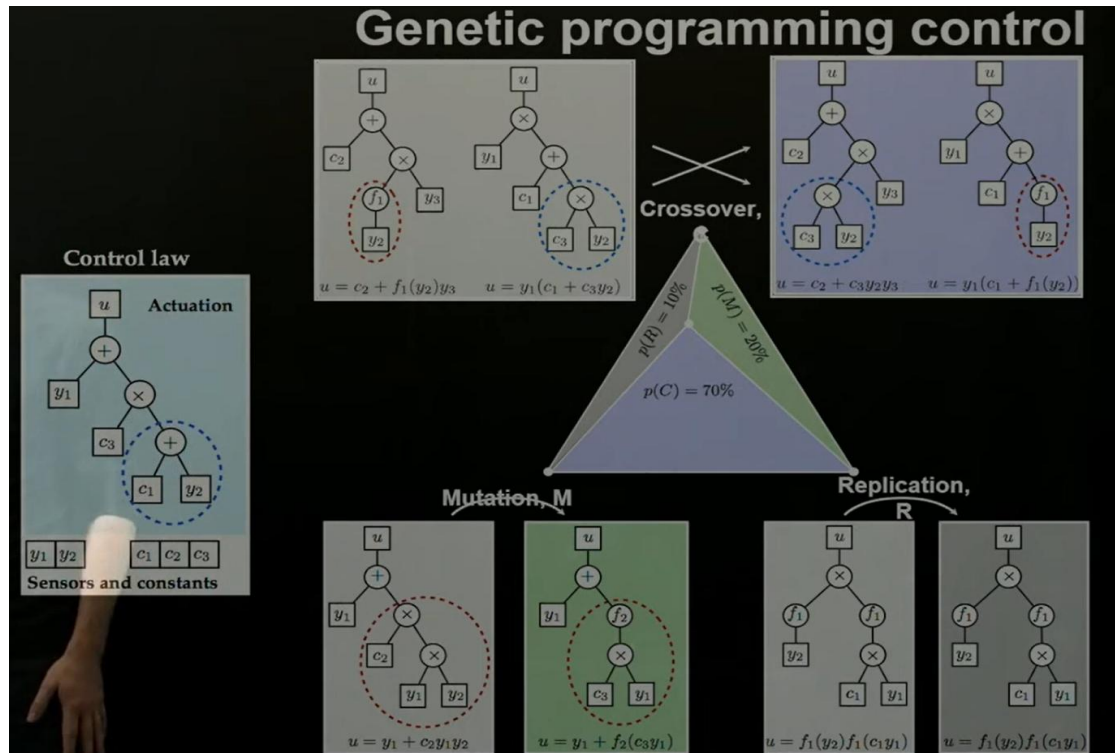 Genetic programming control
u
+
c₂
×
f₁
y₃
y₂
u = c₂ + f₁(y₂)y₃
u
×
y₁
+
c₁
×
c₃
y₂
u = y₁(c₁ + c₃y₂)
Crossover,
u
+
c₂
×
×
y₃
c₃
y₂
u = c₂ + c₃y₂y₃
u
×
y₁
+
c₁
f₁
y₂
u = y₁(c₁ + f₁(y₂))
Control law
Actuation
u
+
y₁
×
c₃
+
c₁
y₂
y₁ y₂
c₁ c₂ c₃
Sensors and constants
p(R) = 10%
p(M) = 20%
p(C) = 70%
Mutation, M
u
+
y₁
×
c₂
×
y₁
y₂
u = y₁ + c₂y₁y₂
u
+
y₁
f₂
×
c₃
y₁
u = y₁ + f₂(c₃y₁)
Replication,
R
u
×
f₁
f₁
y₂
×
c₁
y₁
u = f₁(y₂)f₁(c₁y₁)
u
×
f₁
f₁
y₂
×
c₁
y₁
u = f₁(y₂)f₁(c₁y₁)